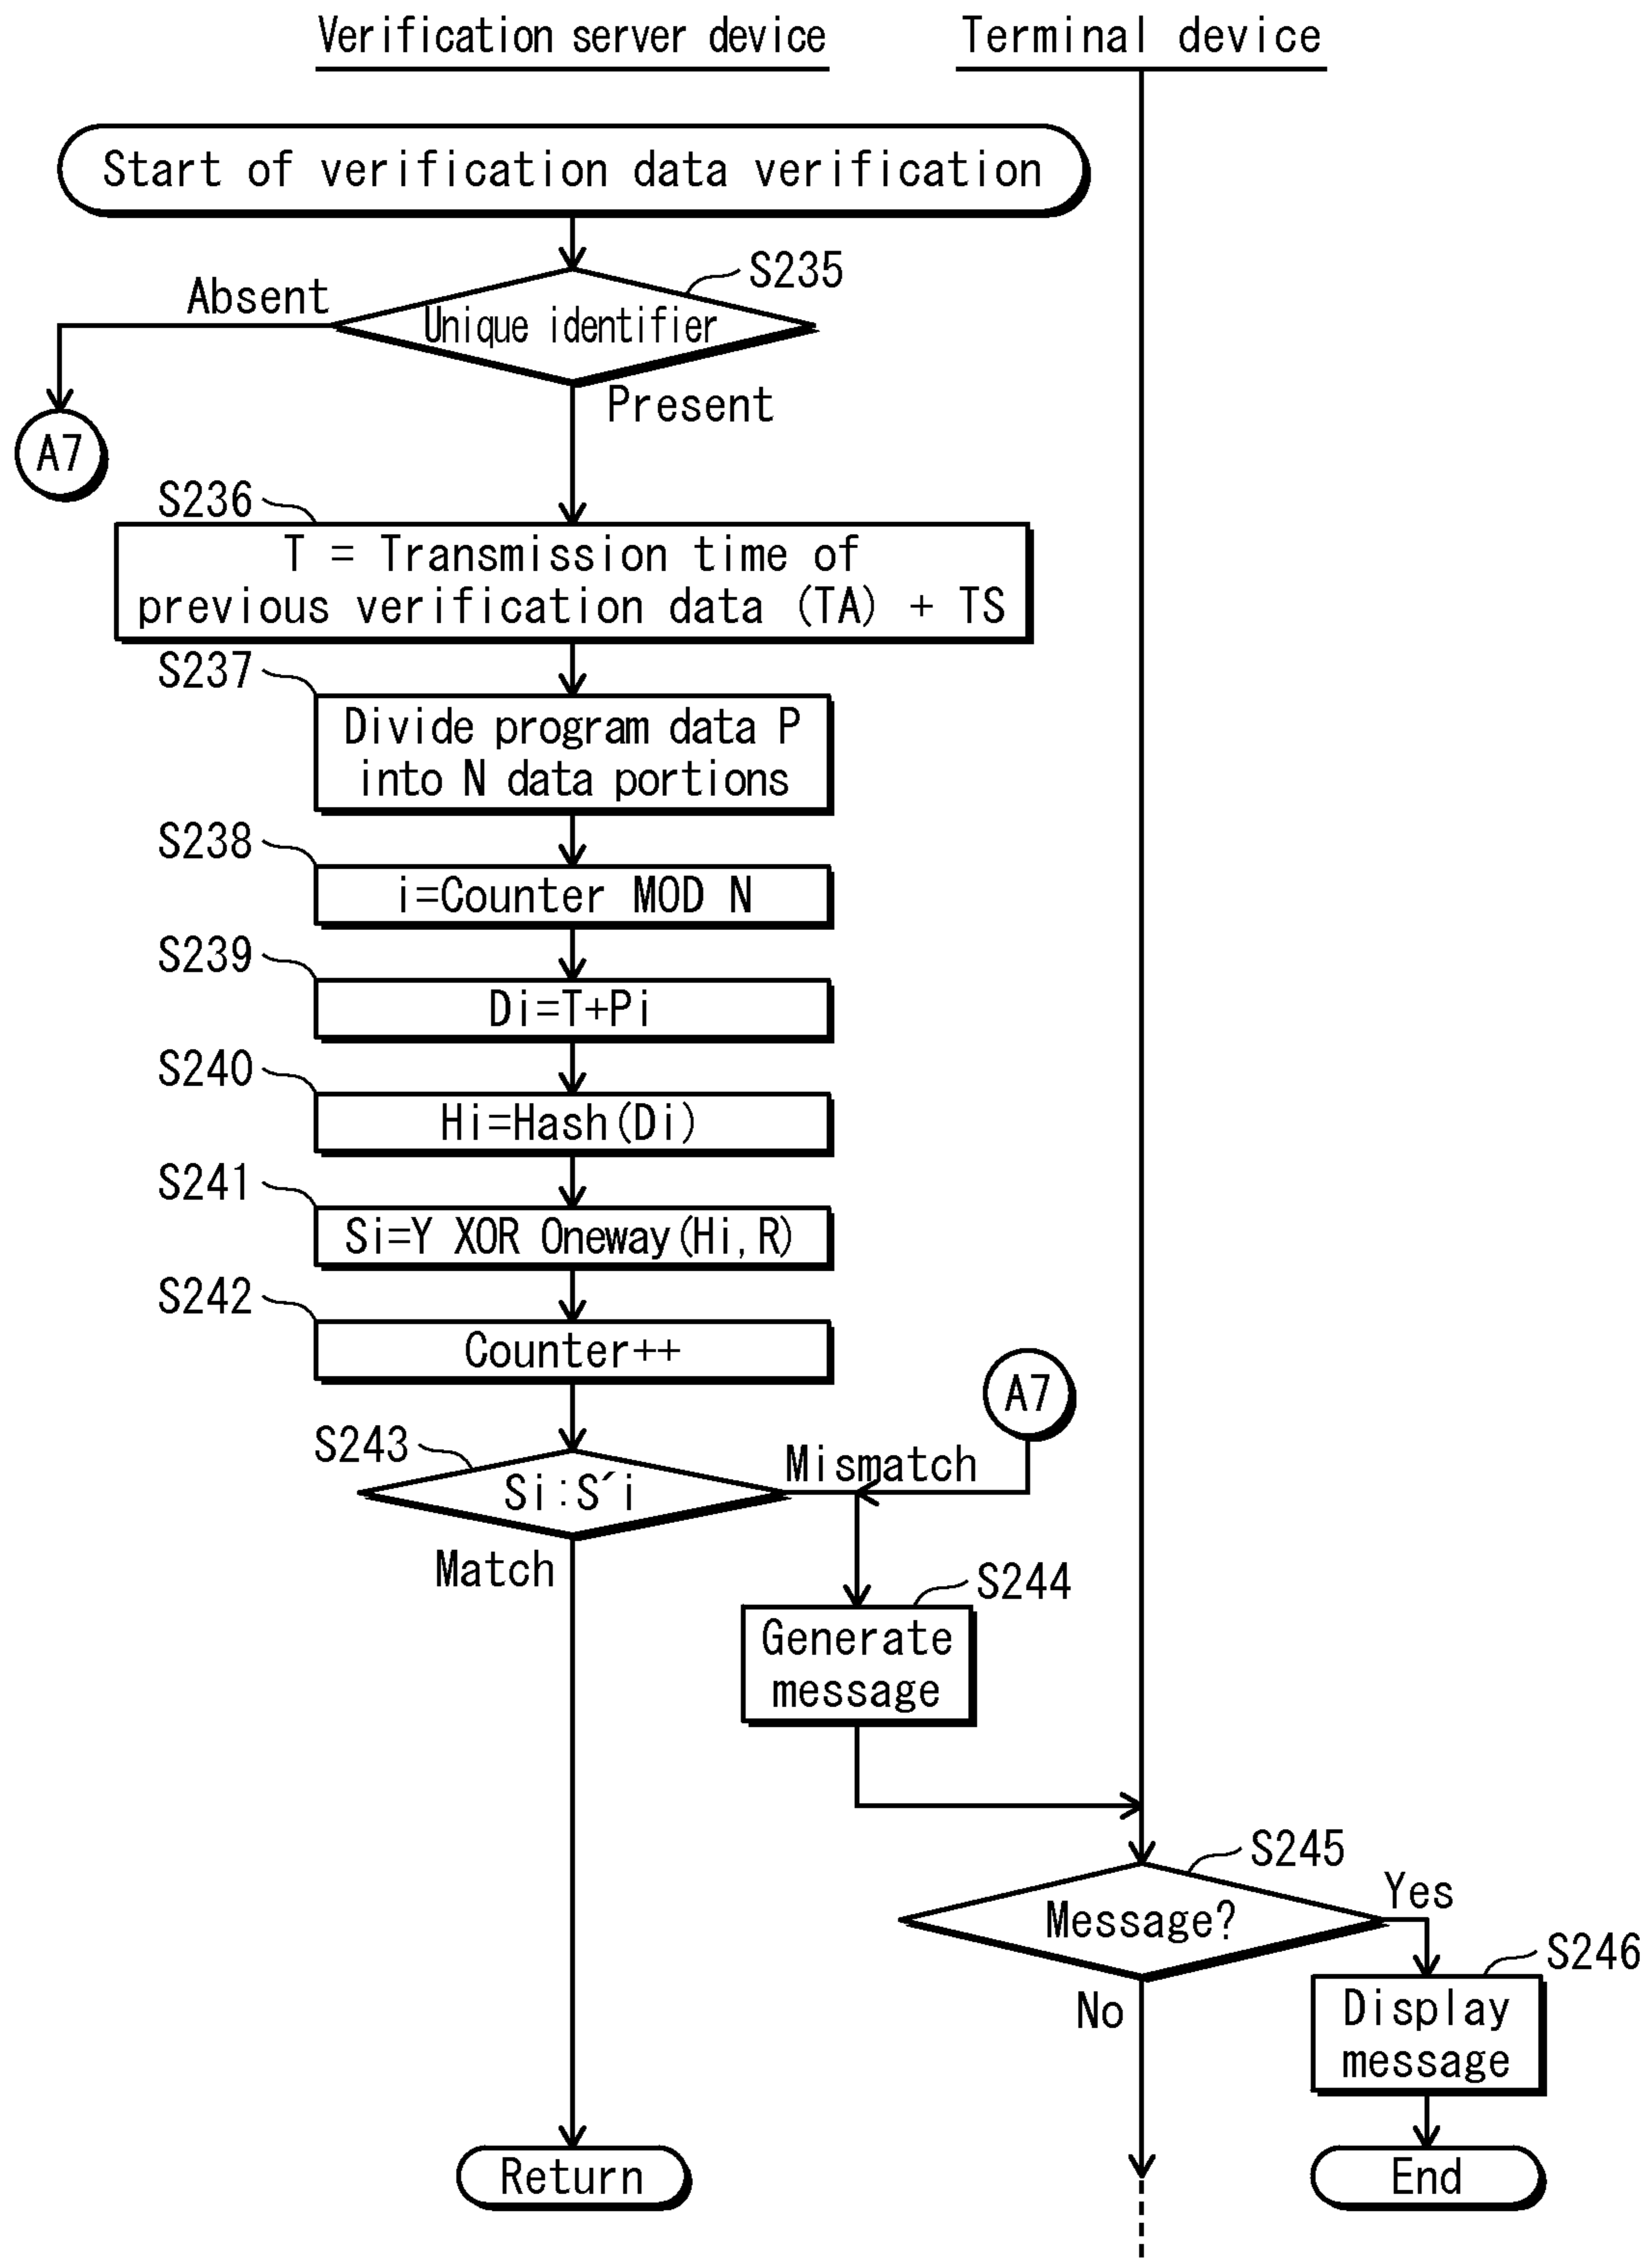 Verification server device
Terminal device
Start of verification data verification
S235
Absent
Unique identifier
Present
A7
S236
T = Transmission time of
previous verification data (TA) + TS
S237
Divide program data P
into N data portions
S238
i=Counter MOD N
S239
Di=T+Pi
S240
Hi=Hash(Di)
S241
Si=Y XOR Oneway(Hi,R)
S242
Counter++
A7
S243
Mismatch
Si:S´i
Match
S244
Generate
message
S245
Yes
Message?
S246
No
Display
message
Return
End